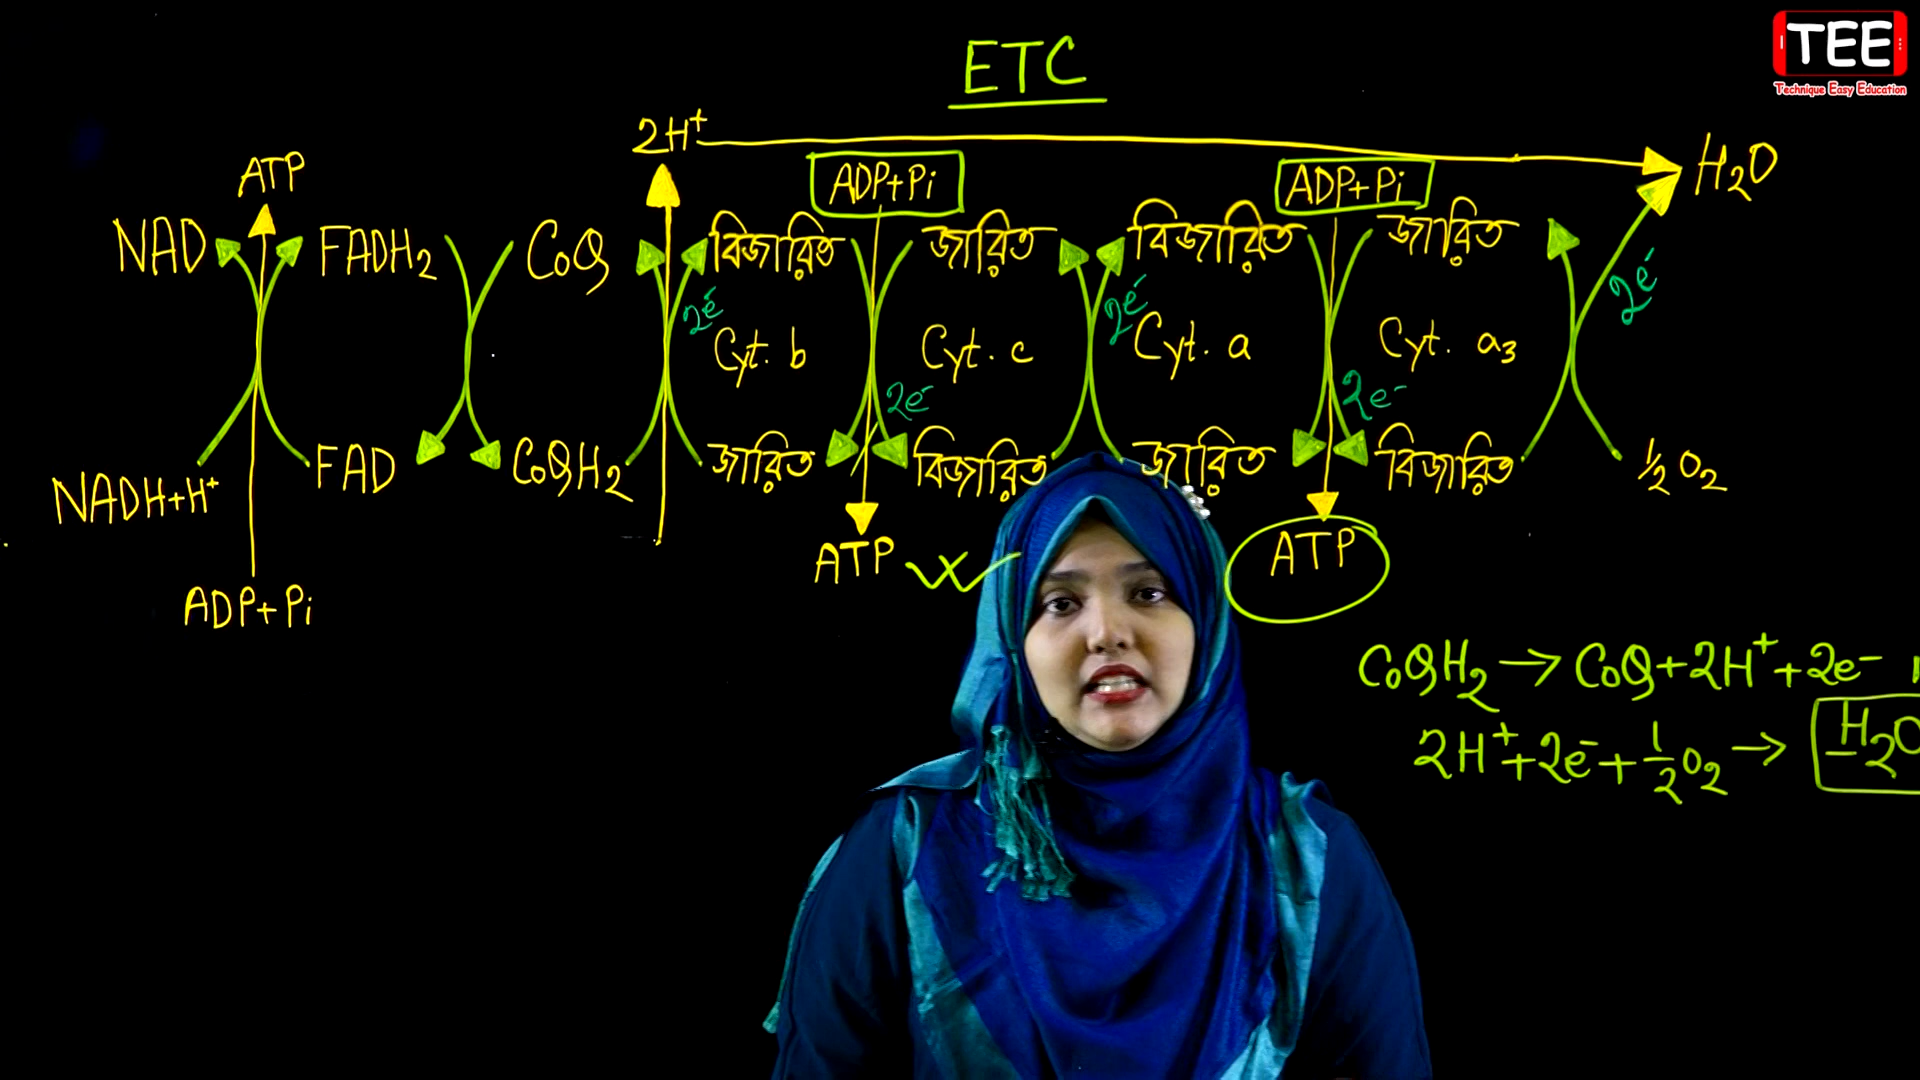 TEE
Technique Easy Education
ETC
2H⁺
H₂O
ATP
ADP+Pi
ADP+Pi
NAD
FADH₂
CoQ
বিজারিত
জারিত
বিজারিত
জারিত
2e⁻
2e⁻
2e⁻
Cyt. b
Cyt. c
Cyt. a
Cyt. a₃
2e⁻
2e⁻
NADH+H⁺
FAD
CoQH₂
জারিত
বিজারিত
জারিত
বিজারিত
½O₂
ATP
ATP
ADP+Pi
CoQH₂ → CoQ+2H⁺+2e⁻
2H⁺+2e⁻+½O₂ → H₂O